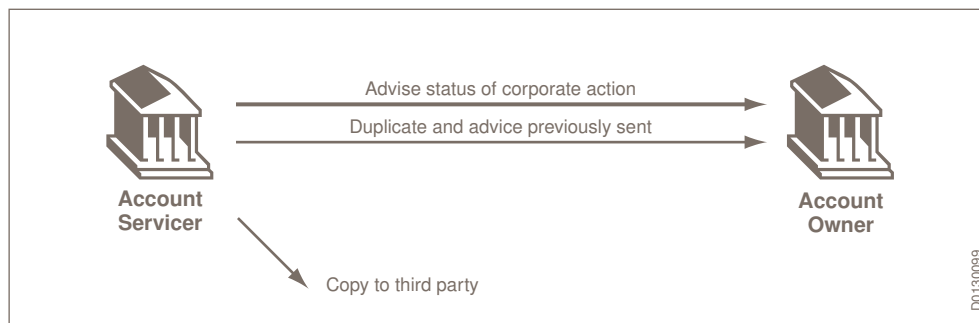 Advise status of corporate action
Duplicate and advice previously sent
Account
Servicer
Account
Owner
Copy to third party
D0130099